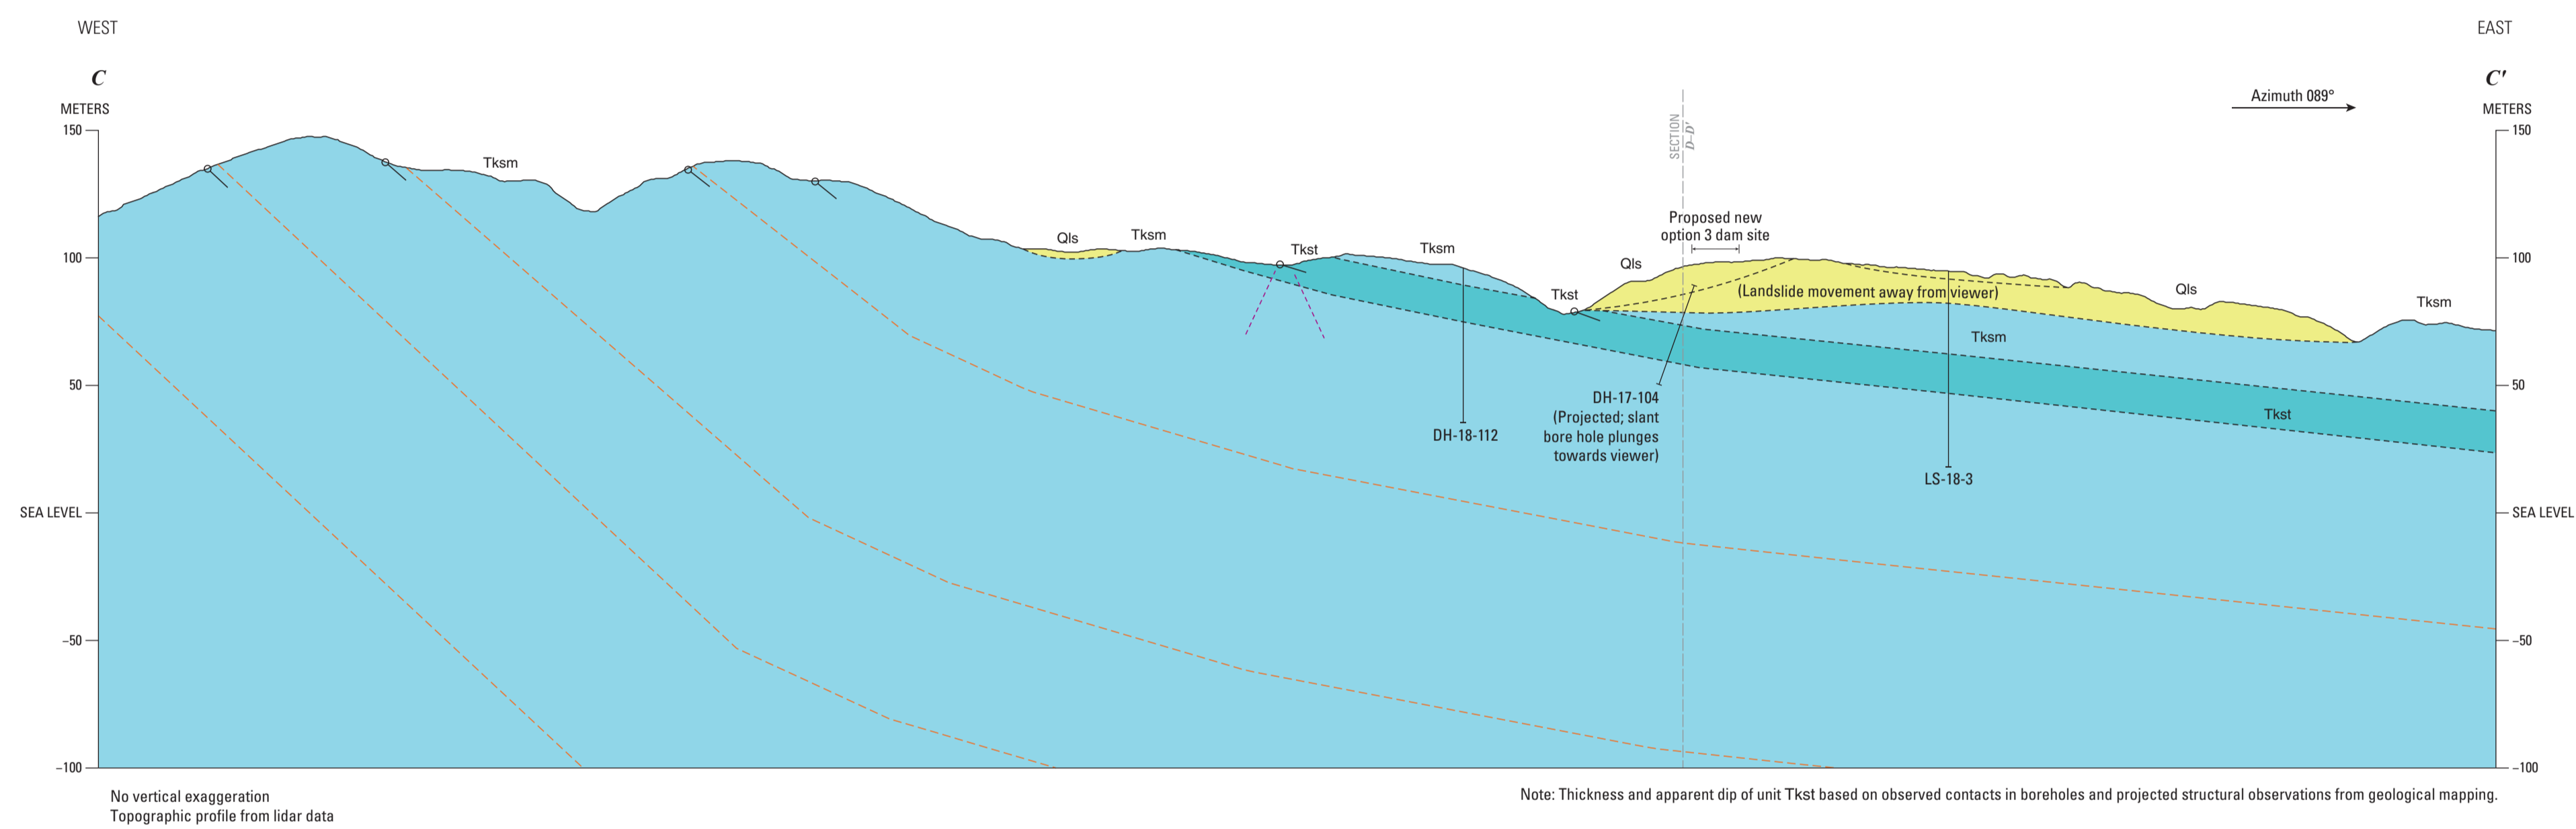 WEST
EAST
C
C′
METERS
METERS
Azimuth 089°
150
150
SECTION
D–D′
Tksm
Proposed new
option 3 dam site
Qls
Tksm
Tkst
Tksm
Qls
100
100
Tkst
(Landslide movement away from viewer)
Qls
Tksm
Tksm
50
50
DH-17-104
(Projected; slant
bore hole plunges
towards viewer)
DH-18-112
Tkst
LS-18-3
SEA LEVEL
SEA LEVEL
–50
–50
–100
–100
No vertical exaggeration
Topographic profile from lidar data
Note: Thickness and apparent dip of unit Tkst based on observed contacts in boreholes and projected structural observations from geological mapping.